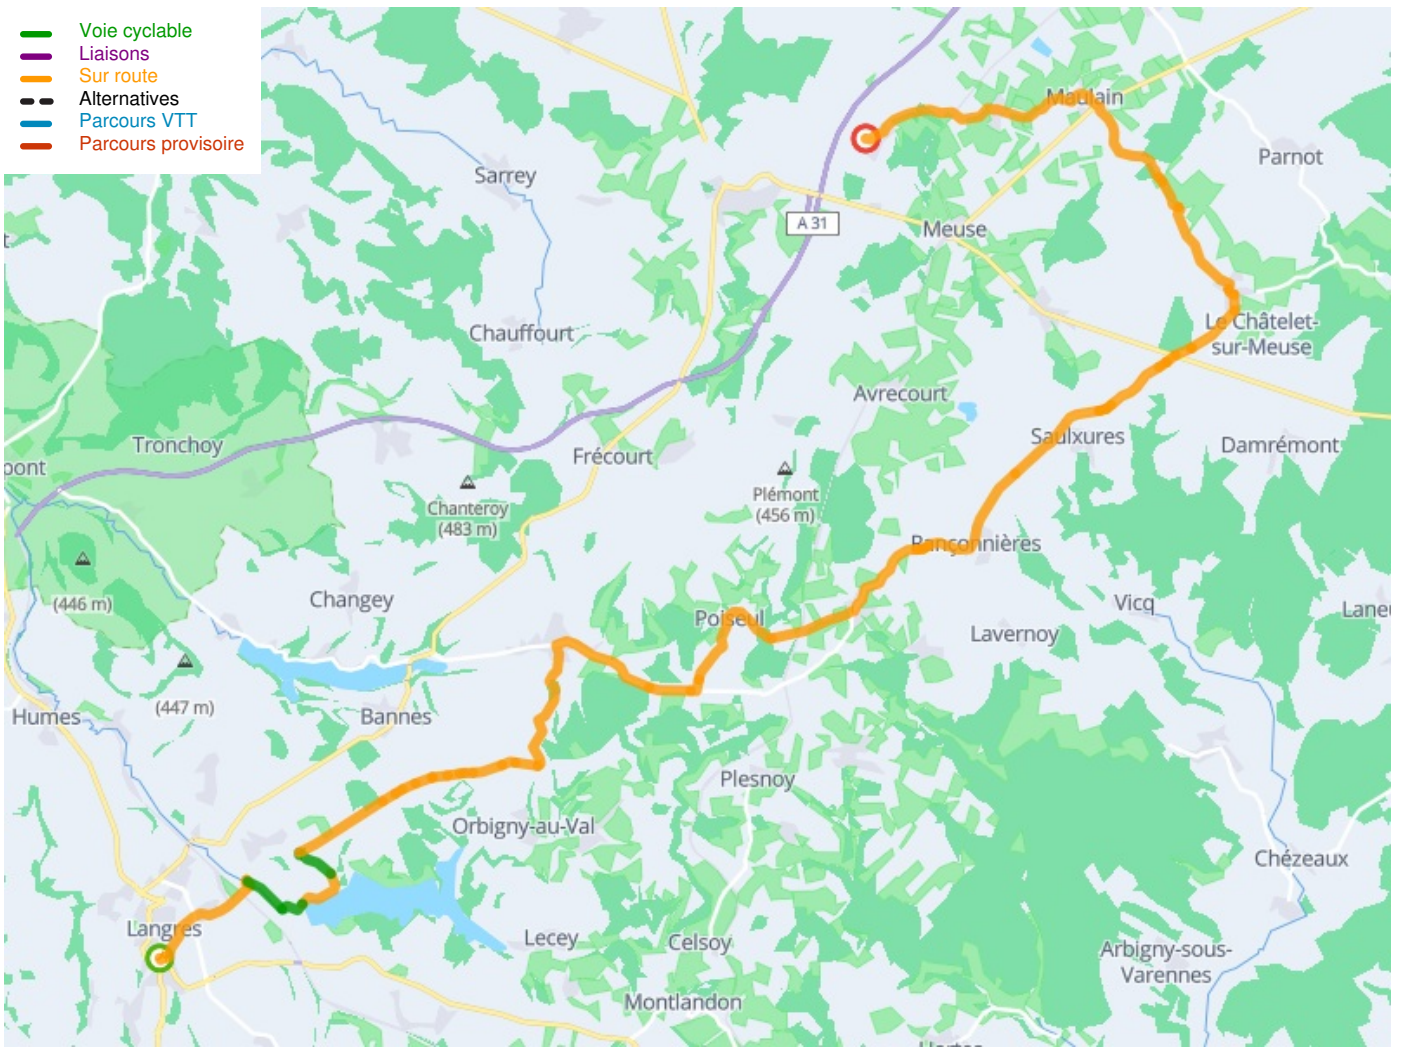 Voie cyclable
Liaisons
Sur route
Alternatives
Parcours VTT
Parcours provisoire
Maulain
Parnot
Sarrey
A 31
Meuse
Chauffourt
Le Châtelet-
sur-Meuse
Avrecourt
Tronchoy
Saulxures
Damrémont
Frécourt
pont
Plémont
(456 m)
Chanteroy
(483 m)
Rançonnières
(446 m)
Changey
Vicq
Poiseul
Lavernoy
(447 m)
Humes
Bannes
Plesnoy
Orbigny-au-Val
Chézeaux
Langres
Lecey
Celsoy
Arbigny-sous-
Varennes
Montlandon